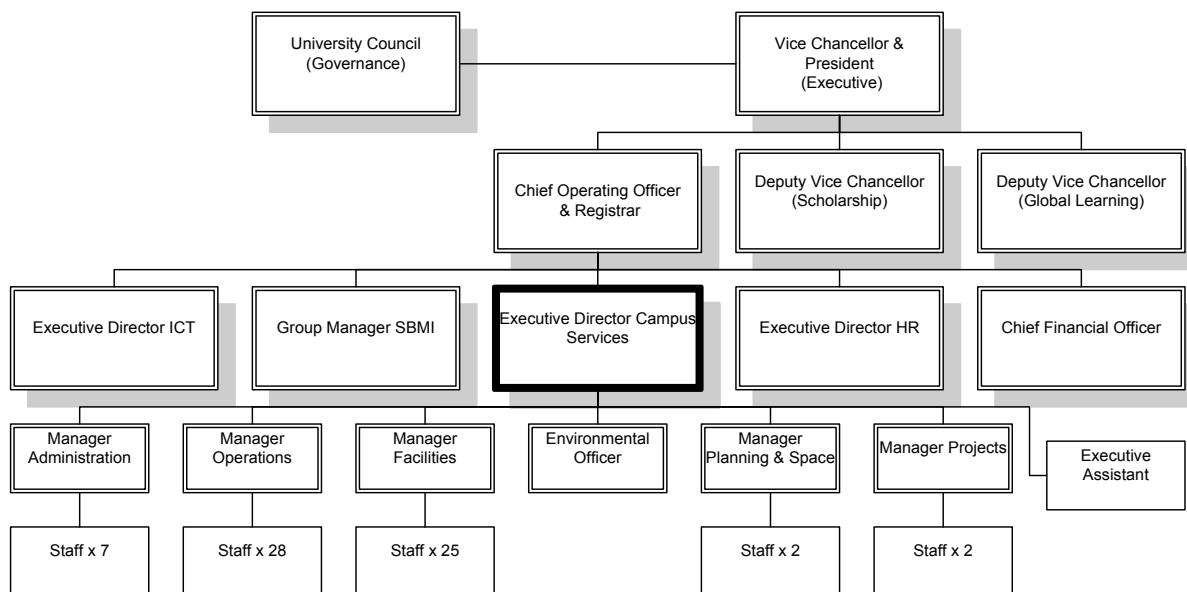 University Council
(Governance)
Vice Chancellor &
President
(Executive)
Chief Operating Officer
& Registrar
Deputy Vice Chancellor
(Scholarship)
Deputy Vice Chancellor
(Global Learning)
Executive Director ICT
Group Manager SBMI
Executive Director Campus
Services
Executive Director HR
Chief Financial Officer
Manager
Administration
Manager
Operations
Manager
Facilities
Environmental
Officer
Manager
Planning & Space
Manager Projects
Executive
Assistant
Staff x 7
Staff x 28
Staff x 25
Staff x 2
Staff x 2